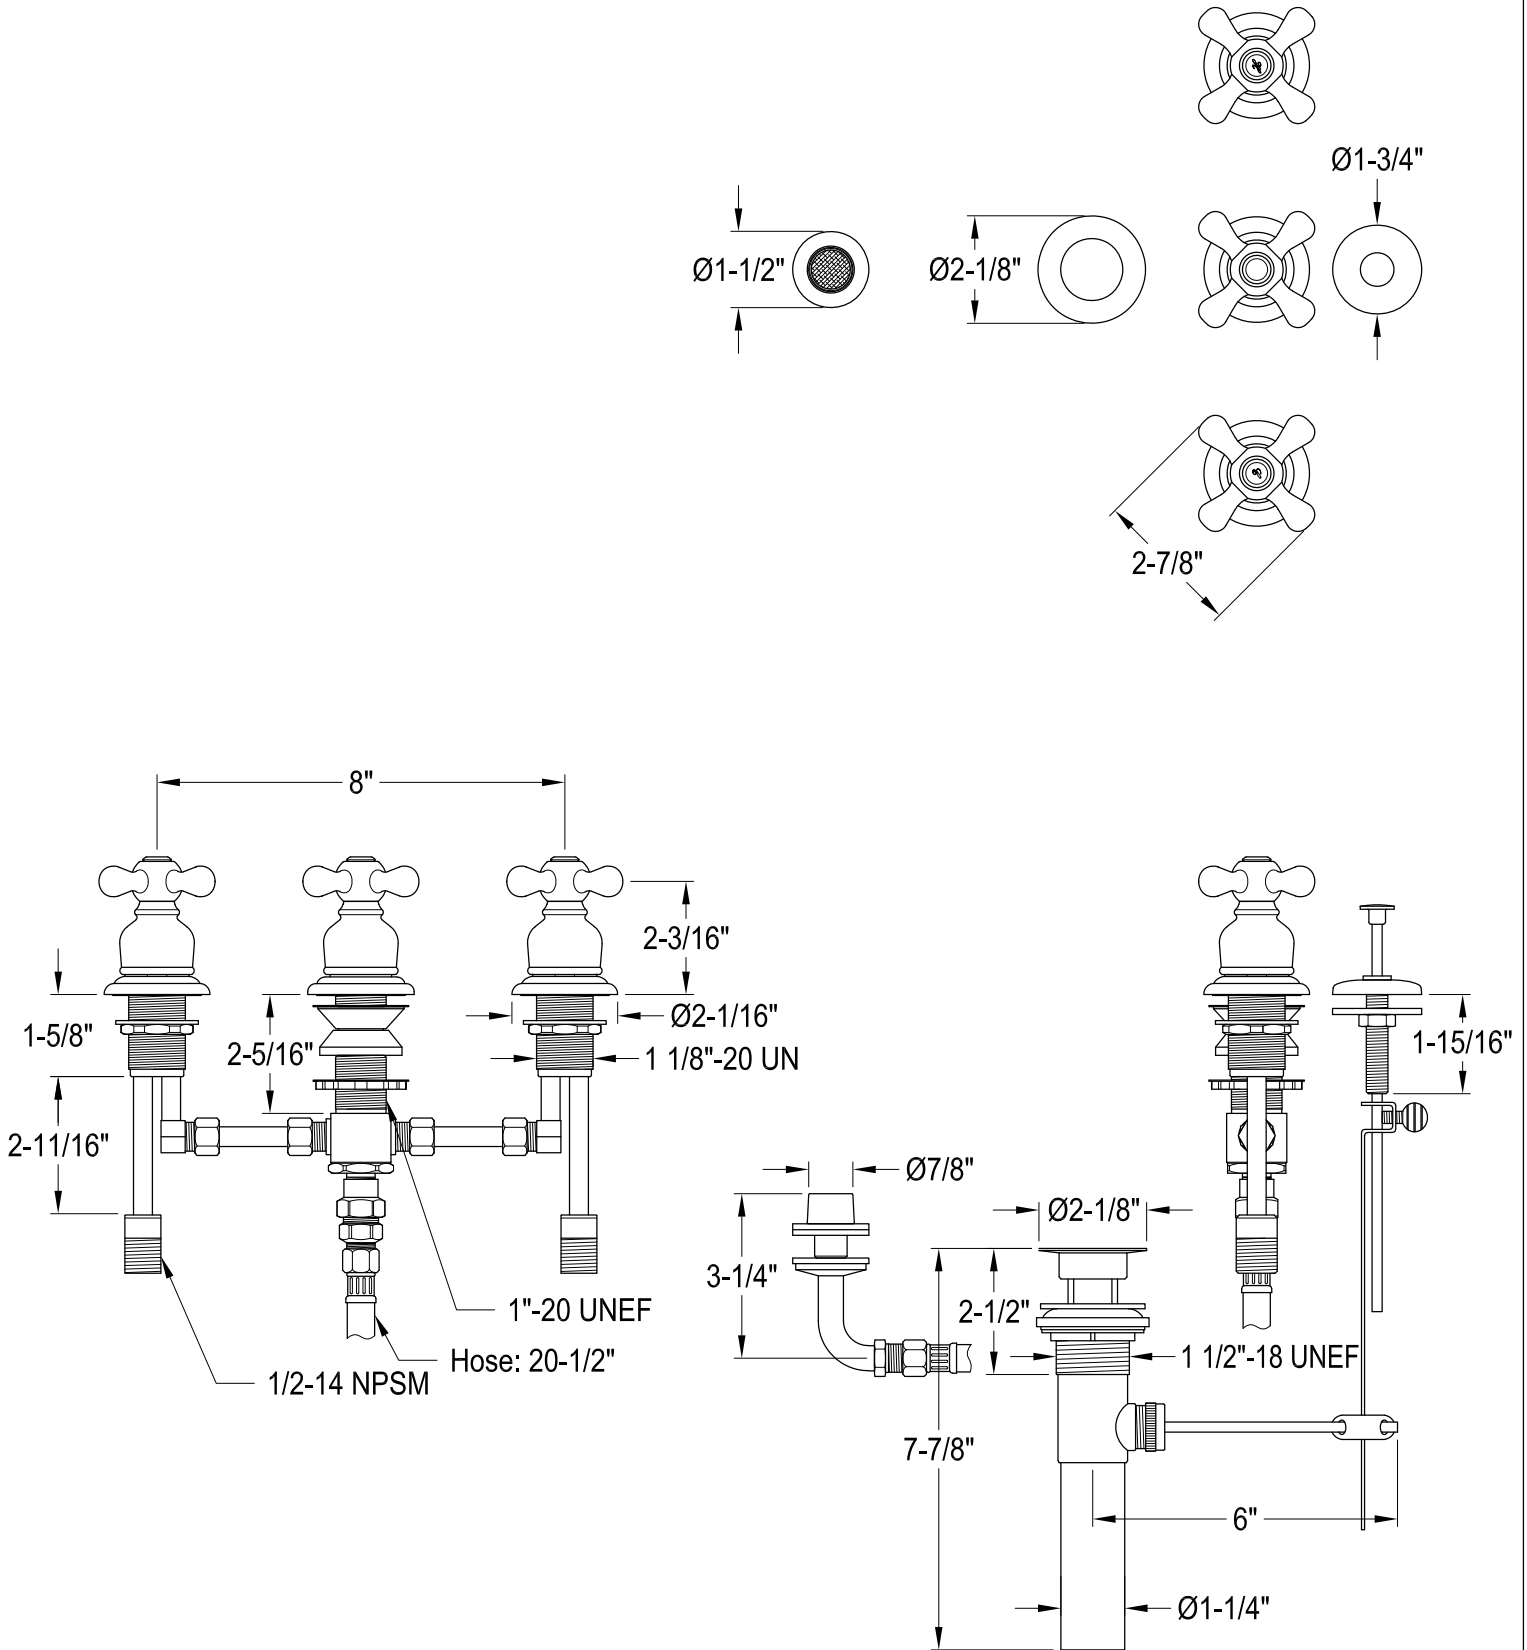 Ø1-3/4"
Ø1-1/2"
Ø2-1/8"
2-7/8"
8"
2-3/16"
1-5/8"
2-5/16"
Ø2-1/16"
1 1/8"-20 UN
1-15/16"
2-11/16"
Ø7/8"
Ø2-1/8"
3-1/4"
2-1/2"
1"-20 UNEF
Hose: 20-1/2"
1 1/2"-18 UNEF
1/2-14 NPSM
7-7/8"
6"
Ø1-1/4"